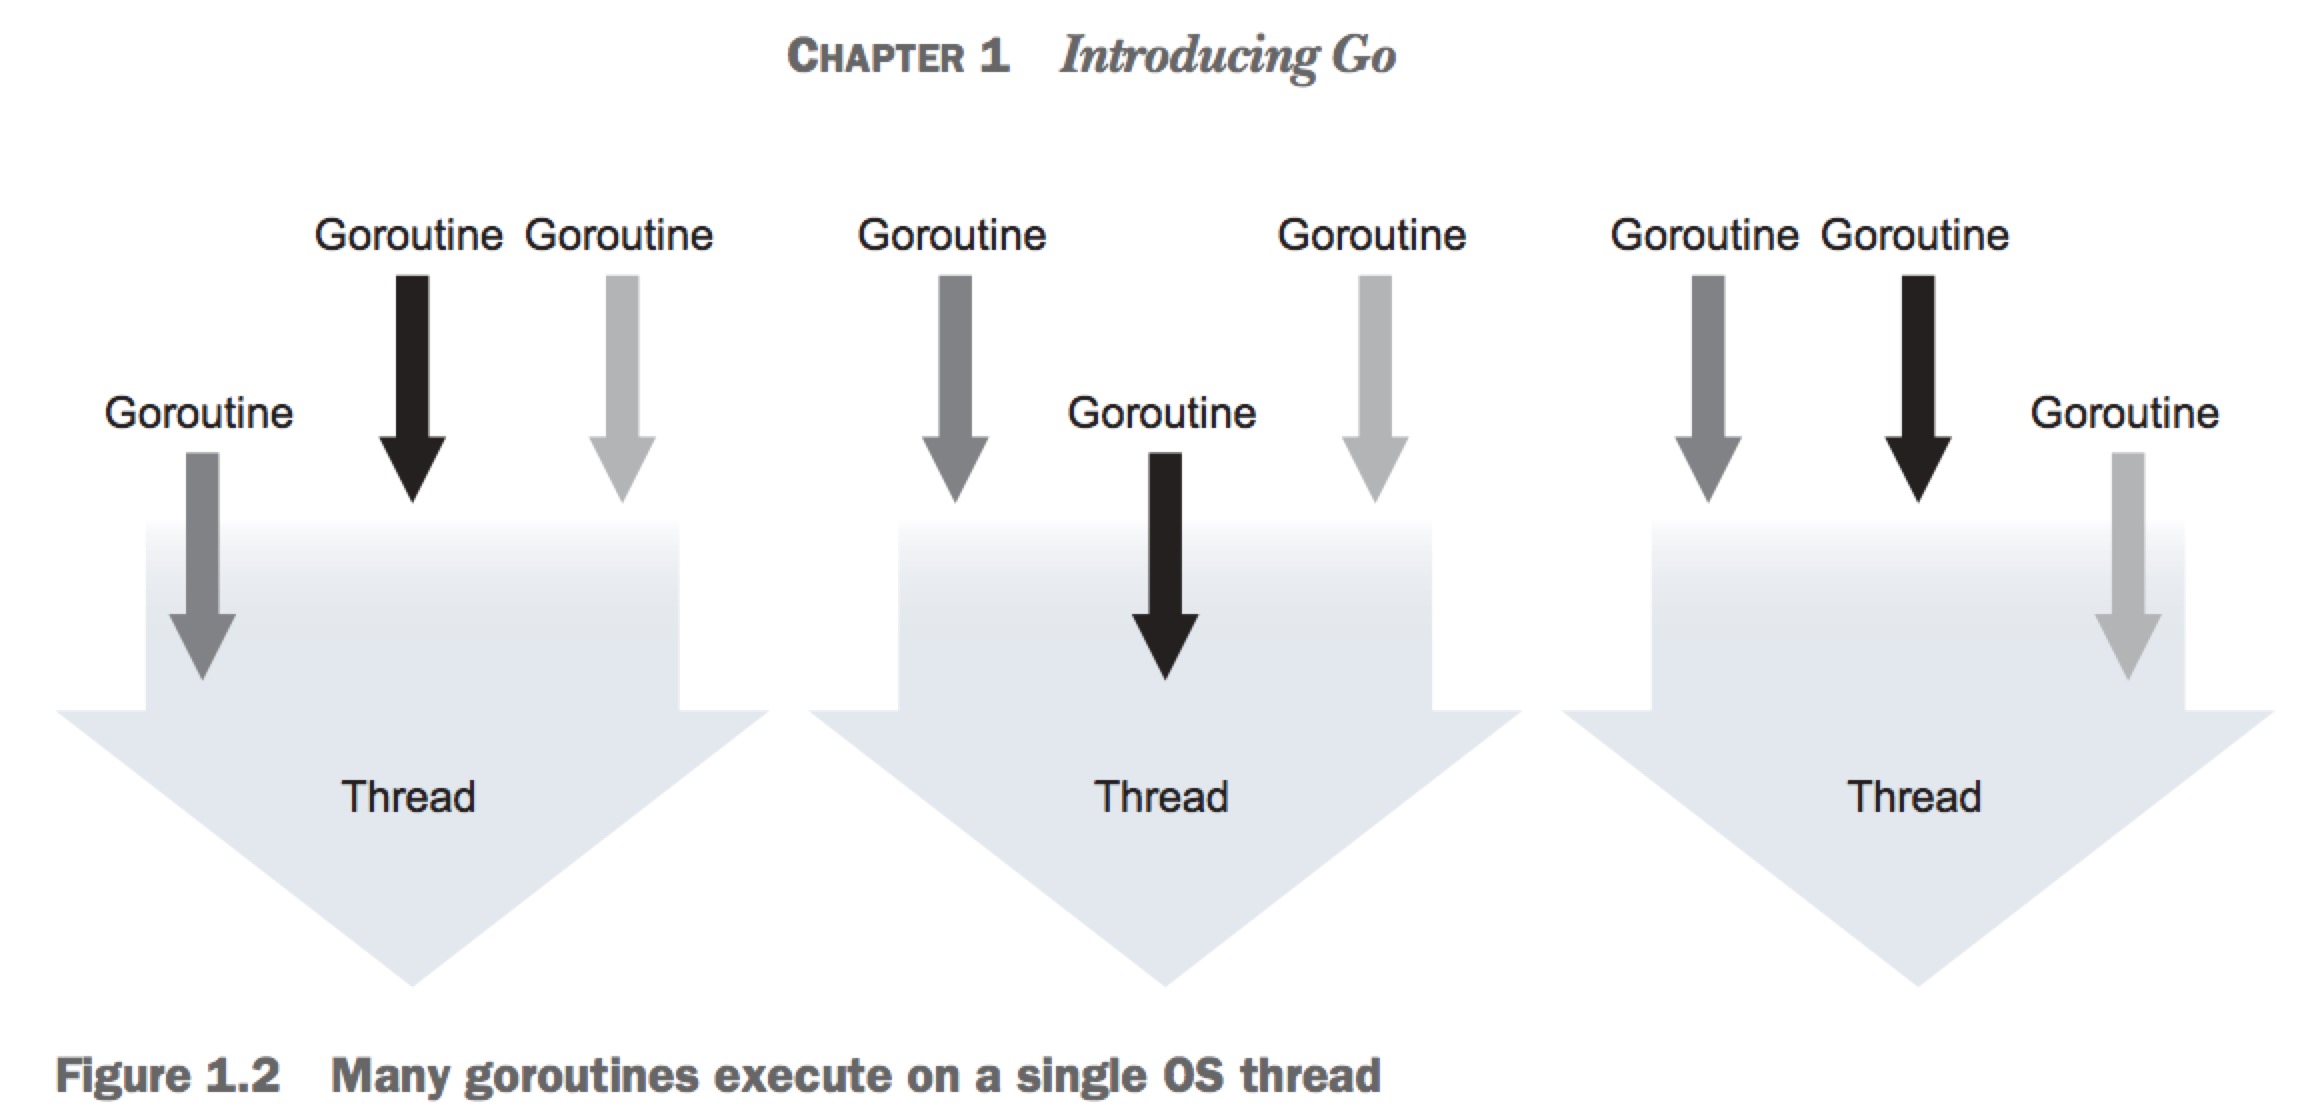 CHAPTER 1 Introducing Go
Goroutine Goroutine Goroutine Goroutine Goroutine Goroutine
Goroutine Goroutine Goroutine
Thread Thread Thread
Figure 1.2 Many goroutines execute on a single OS thread